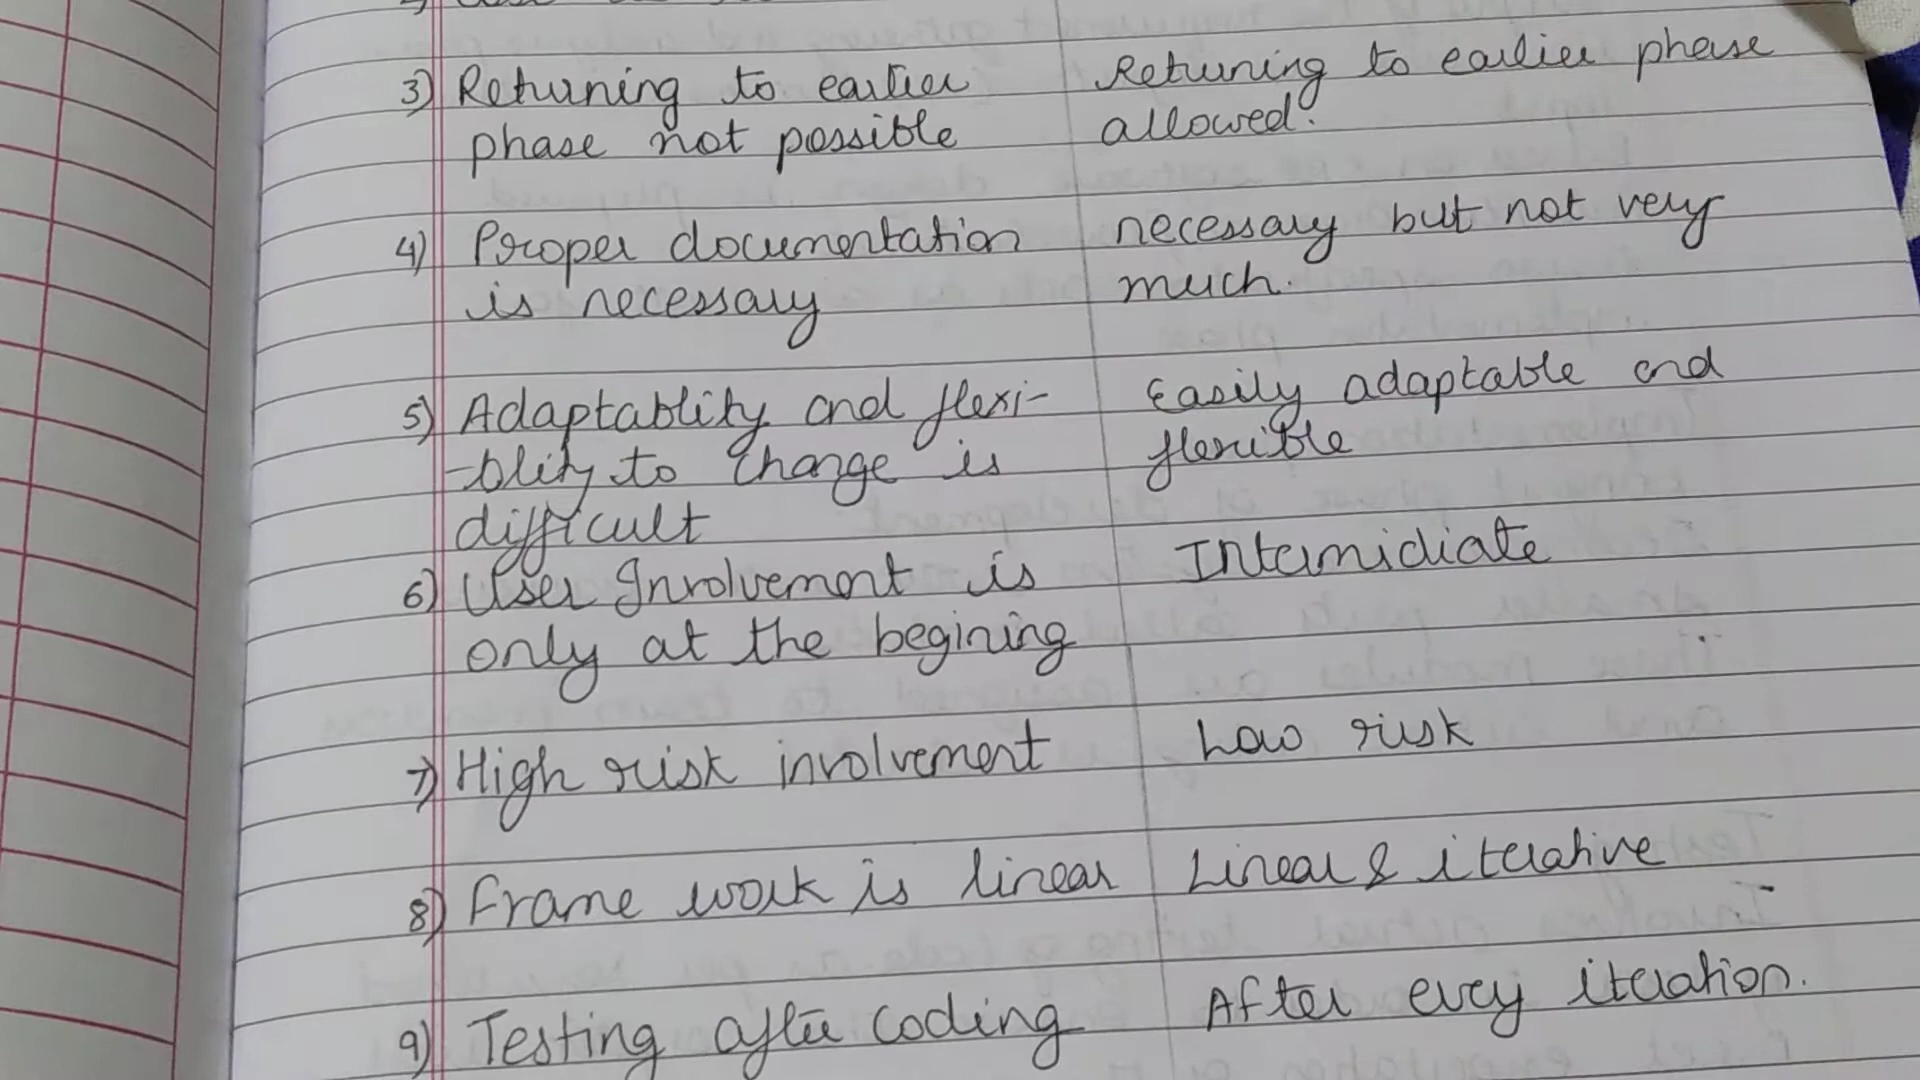 3) Returning to earlier
phase not possible
Returning to earlier phase
allowed.
4) Proper documentation
is necessary
necessary but not very
much.
5) Adaptablity and flexi-
-blity to change is
difficult
Easily adaptable and
flexible
6) User Involvement is
only at the begining
Intermidiate
7) High risk involvement
Low risk
8) Frame work is linear
Linear & iterative
9) Testing after coding
After every iteration.